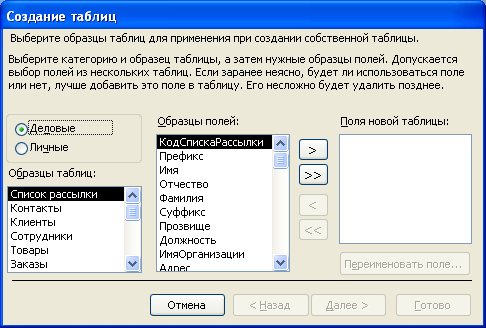 Создание таблиц
Выберите образцы таблиц для применения при создании собственной таблицы.
Выберите категорию и образец таблицы, а затем нужные образцы полей. Допускается
выбор полей из нескольких таблиц. Если заранее неясно, будет ли использоваться поле
или нет, лучше добавить это поле в таблицу. Его несложно будет удалить позднее.
Деловые
Личные
Образцы таблиц:
Список рассылки
Контакты
Клиенты
Сотрудники
Товары
Заказы
Образцы полей:
КодСпискаРассылки
Префикс
Имя
Отчество
Фамилия
Суффикс
Прозвище
Должность
ИмяОрганизации
Адрес
>
>>
<
<<
Поля новой таблицы:
Переименовать поле...
Отмена
< Назад
Далее >
Готово